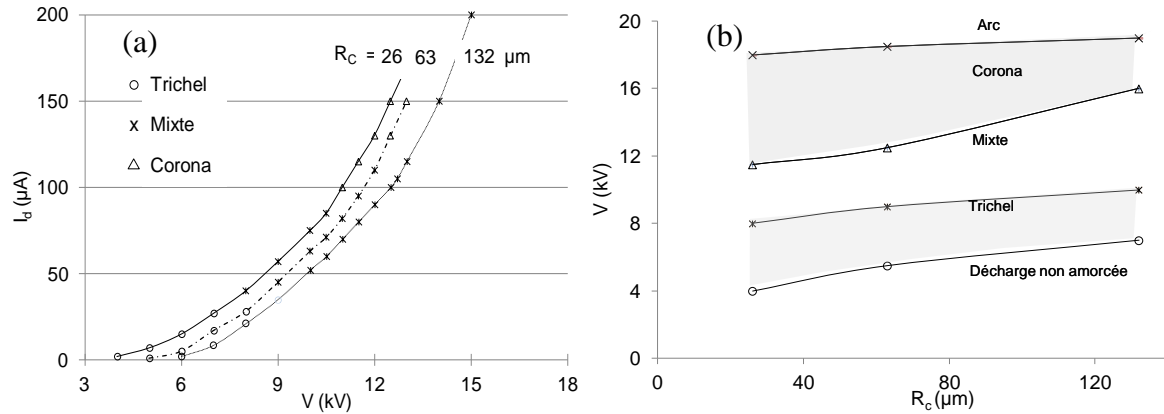 (a)
200
150
100
50
0
I_d (µA)
R_C = 26 63 132 µm
Trichel
Mixte
Corona
3 6 9 12 15 18
V (kV)
(b)
20
16
12
8
4
0
V (kV)
Arc
Corona
Mixte
Trichel
Décharge non amorcée
0 40 80 120
R_c (µm)